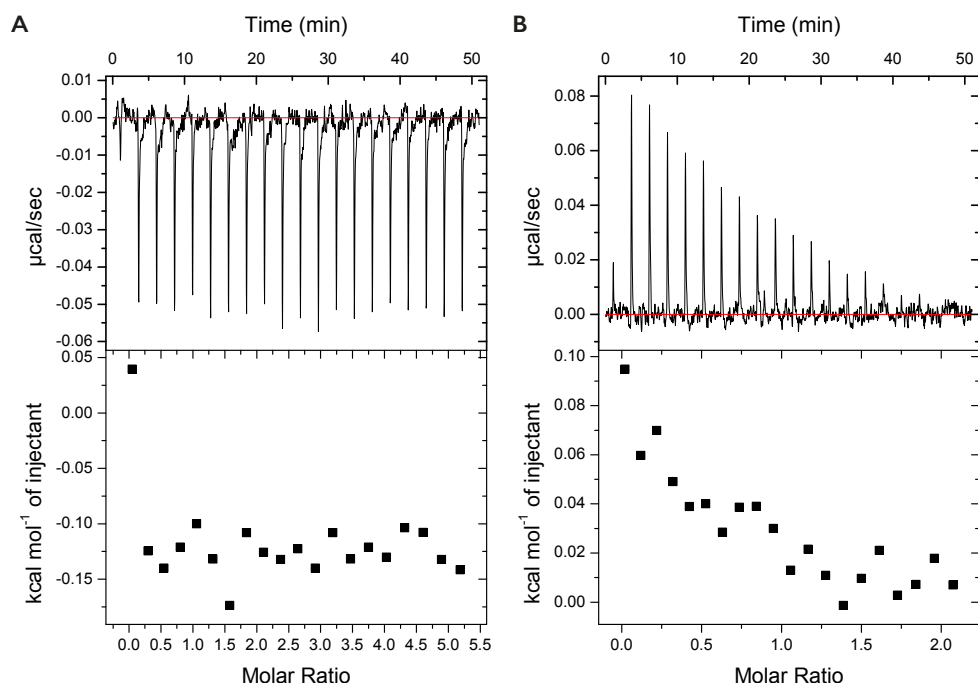 A
Time (min)
0 10 20 30 40 50
0.01
0.00
-0.01
-0.02
-0.03
-0.04
-0.05
-0.06
µcal/sec
0.05
0.00
-0.05
-0.10
-0.15
kcal mol⁻¹ of injectant
0.0 0.5 1.0 1.5 2.0 2.5 3.0 3.5 4.0 4.5 5.0 5.5
Molar Ratio
B
Time (min)
0 10 20 30 40 50
0.08
0.06
0.04
0.02
0.00
µcal/sec
0.10
0.08
0.06
0.04
0.02
0.00
kcal mol⁻¹ of injectant
0.0 0.5 1.0 1.5 2.0
Molar Ratio